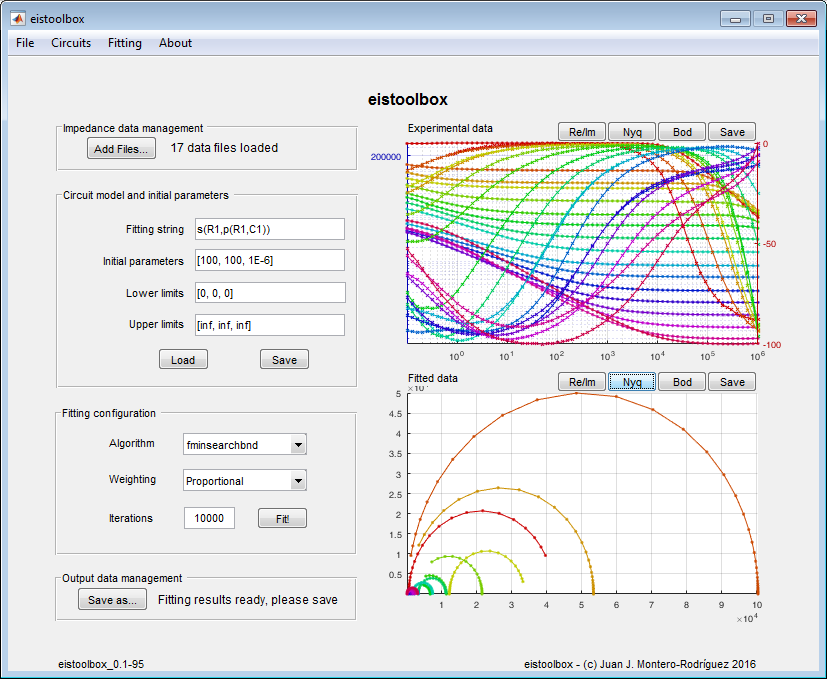 eistoolbox
File Circuits Fitting About
eistoolbox
Impedance data management
Add Files... 17 data files loaded
Circuit model and initial parameters
Fitting string s(R1,p(R1,C1))
Initial parameters [100, 100, 1E-6]
Lower limits [0, 0, 0]
Upper limits [inf, inf, inf]
Load Save
Fitting configuration
Algorithm fminsearchbnd
Weighting Proportional
Iterations 10000 Fit!
Output data management
Save as... Fitting results ready, please save
eistoolbox_0.1-95
Experimental data Re/Im Nyq Bod Save
200000
0
-50
-100
10^0 10^1 10^2 10^3 10^4 10^5 10^6
Fitted data Re/Im Nyq Bod Save
5
4.5
4
3.5
3
2.5
2
1.5
1
0.5
1 2 3 4 5 6 7 8 9 10
×10^4
eistoolbox - (c) Juan J. Montero-Rodríguez 2016